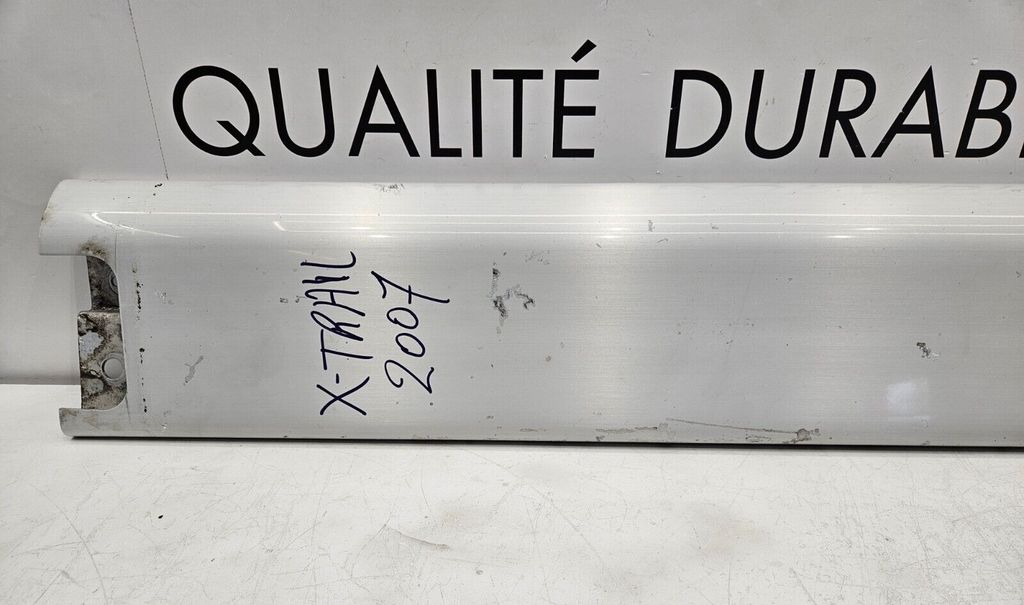 QUALITÉ DURAB
X-TRAIL
2007